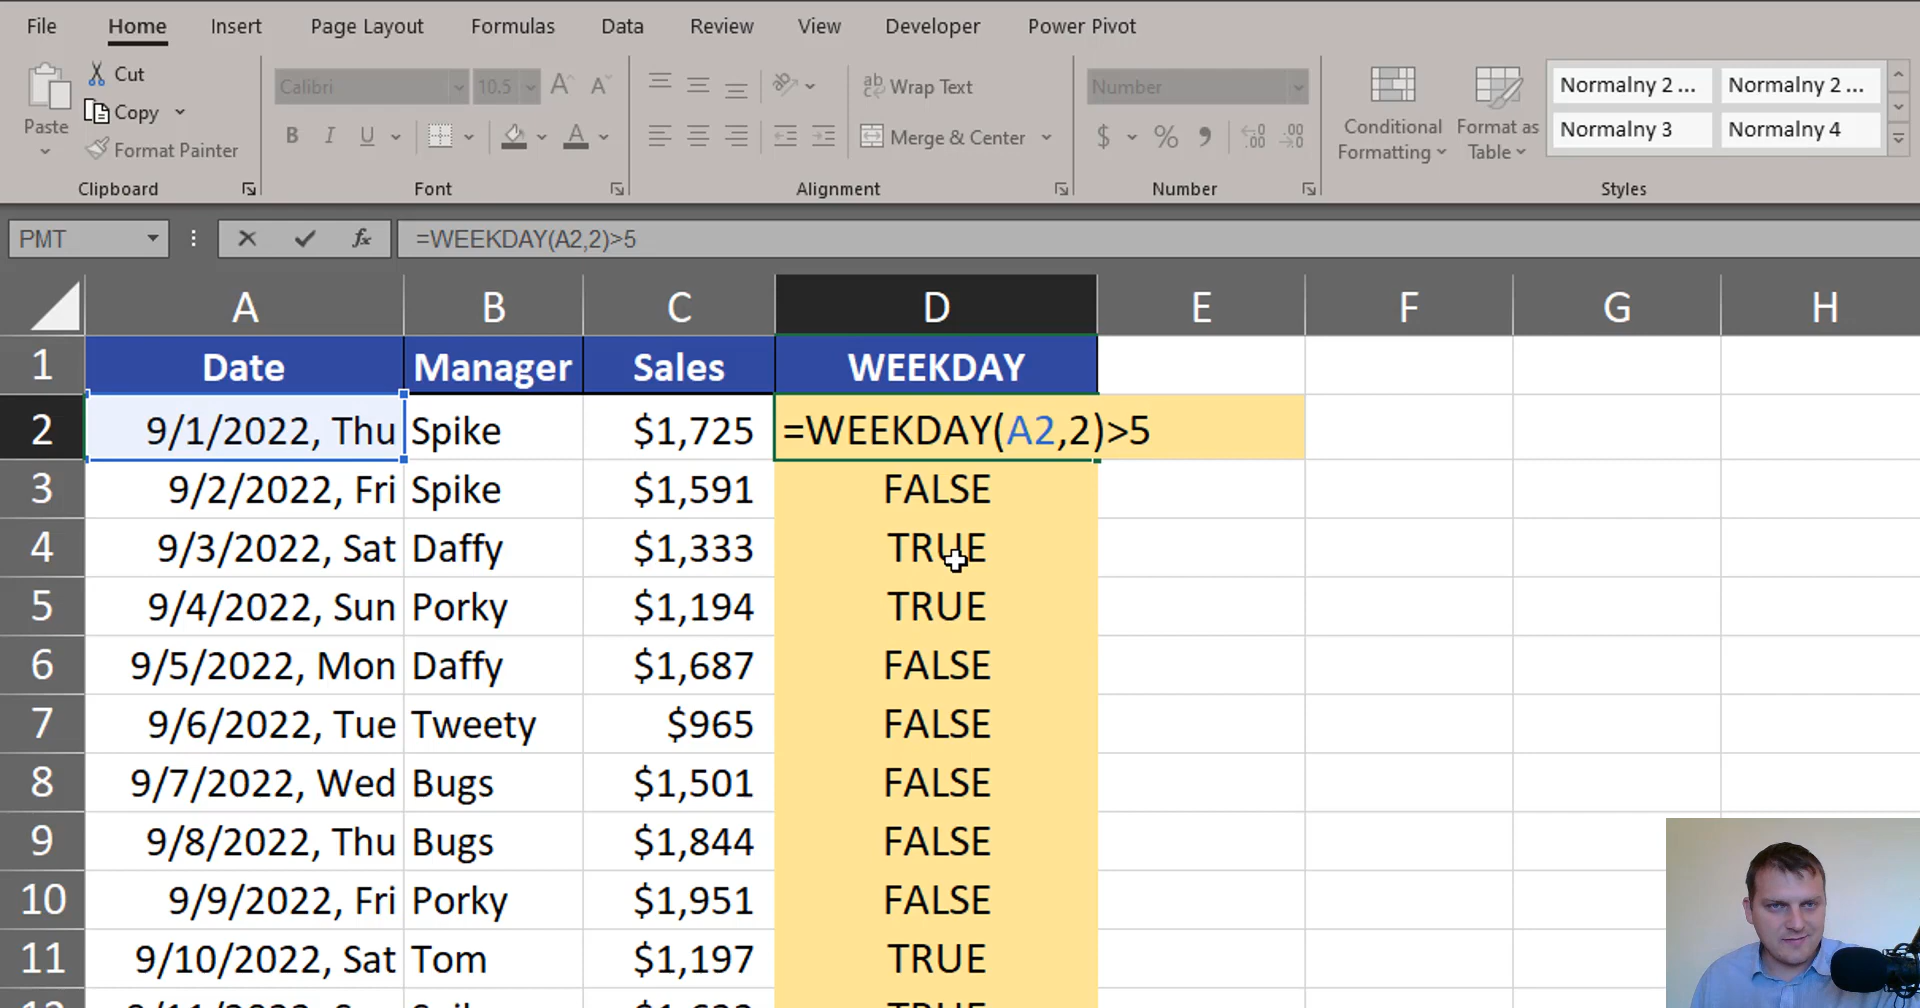 File Home Insert Page Layout Formulas Data Review View Developer Power Pivot
Paste
Cut
Copy
Format Painter
Clipboard
Calibri 10.5 A A
B I U A
Font
ab Wrap Text
Merge & Center
Alignment
Number
$ % 9 .00 .00
Number
Conditional Formatting
Format as Table
Normalny 2 ... Normalny 2 ...
Normalny 3 Normalny 4
Styles
PMT fx =WEEKDAY(A2,2)>5
A B C D E F G H
1 Date Manager Sales WEEKDAY
2 9/1/2022, Thu Spike $1,725 =WEEKDAY(A2,2)>5
3 9/2/2022, Fri Spike $1,591 FALSE
4 9/3/2022, Sat Daffy $1,333 TRUE
5 9/4/2022, Sun Porky $1,194 TRUE
6 9/5/2022, Mon Daffy $1,687 FALSE
7 9/6/2022, Tue Tweety $965 FALSE
8 9/7/2022, Wed Bugs $1,501 FALSE
9 9/8/2022, Thu Bugs $1,844 FALSE
10 9/9/2022, Fri Porky $1,951 FALSE
11 9/10/2022, Sat Tom $1,197 TRUE